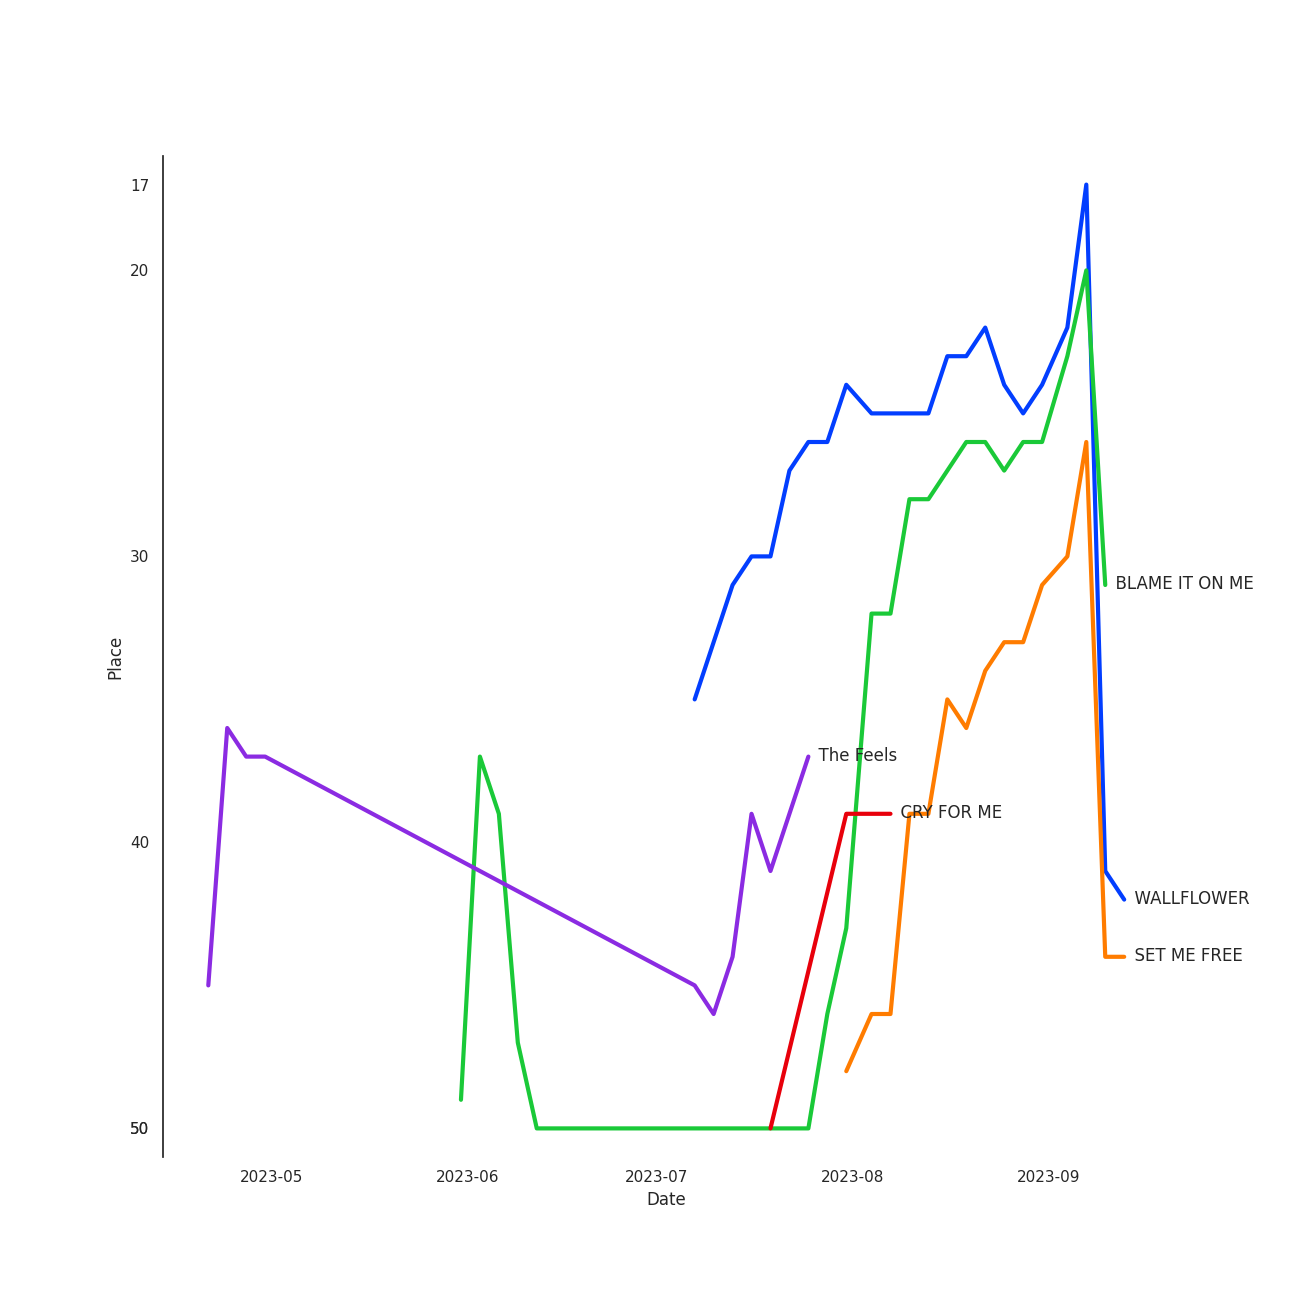 17
20
30
40
50
Place
2023-05
2023-06
2023-07
2023-08
2023-09
Date
BLAME IT ON ME
The Feels
CRY FOR ME
WALLFLOWER
SET ME FREE